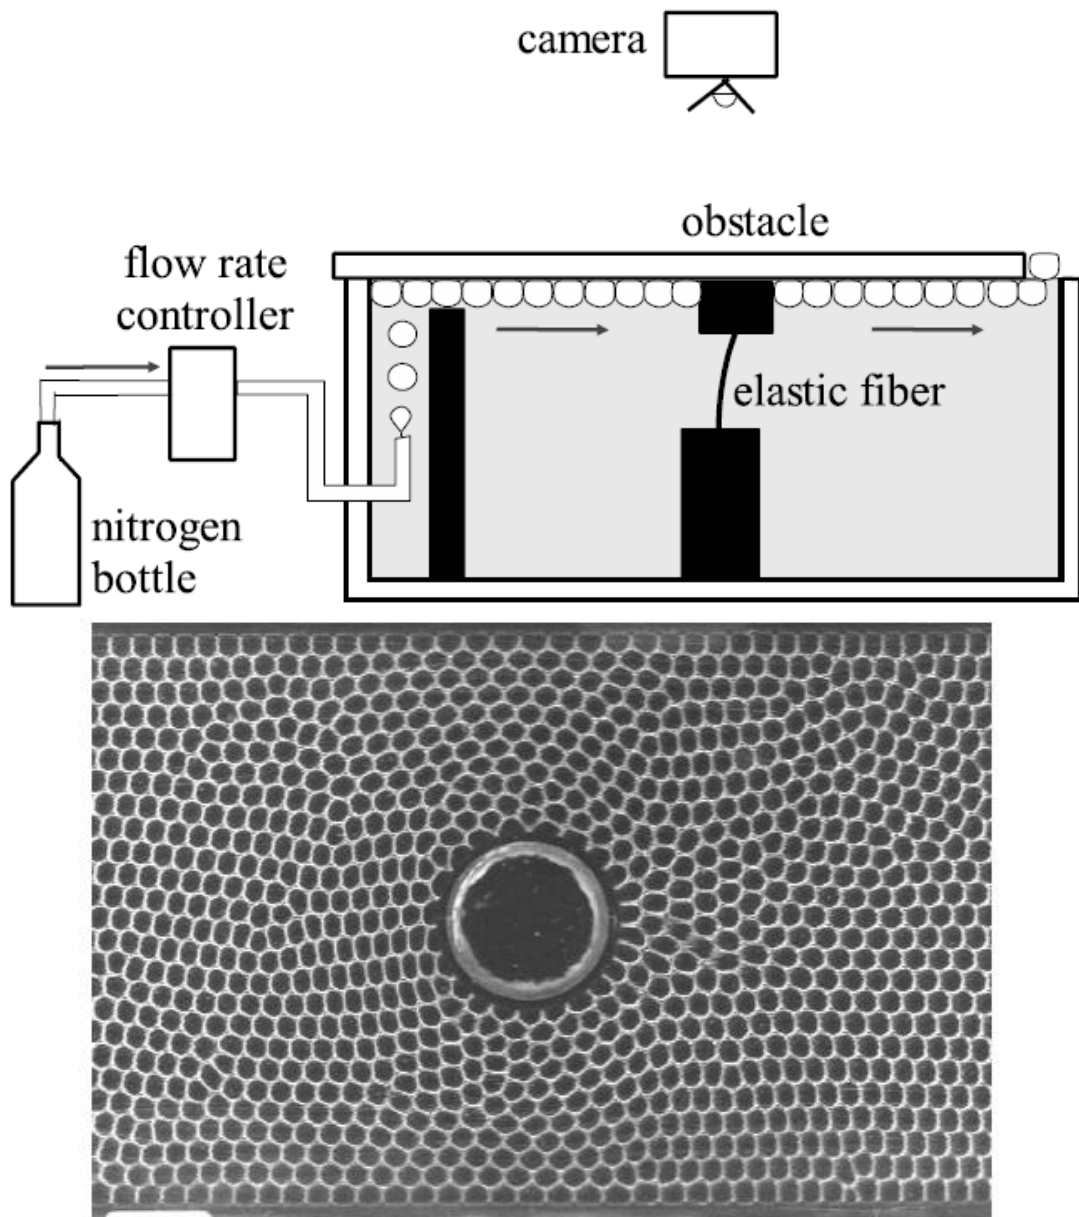 camera
obstacle
flow rate
controller
elastic fiber
nitrogen
bottle